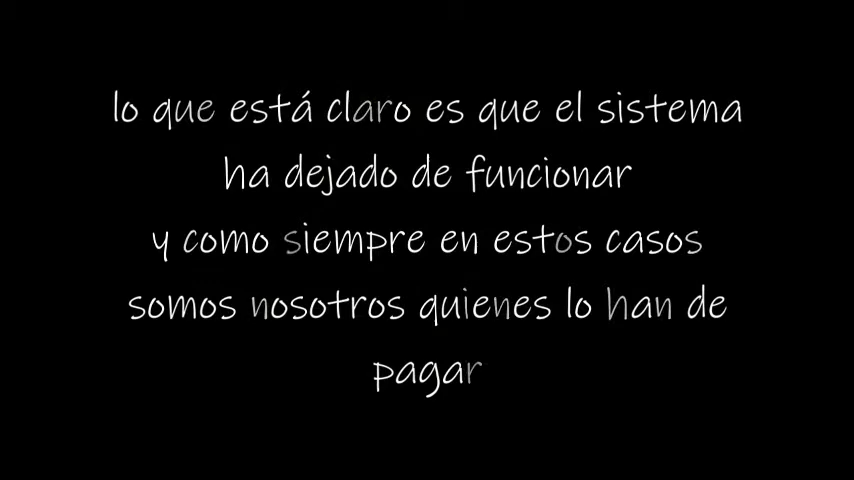 lo que está claro es que el sistema
ha dejado de funcionar
y como siempre en estos casos
somos nosotros quienes lo han de
pagar